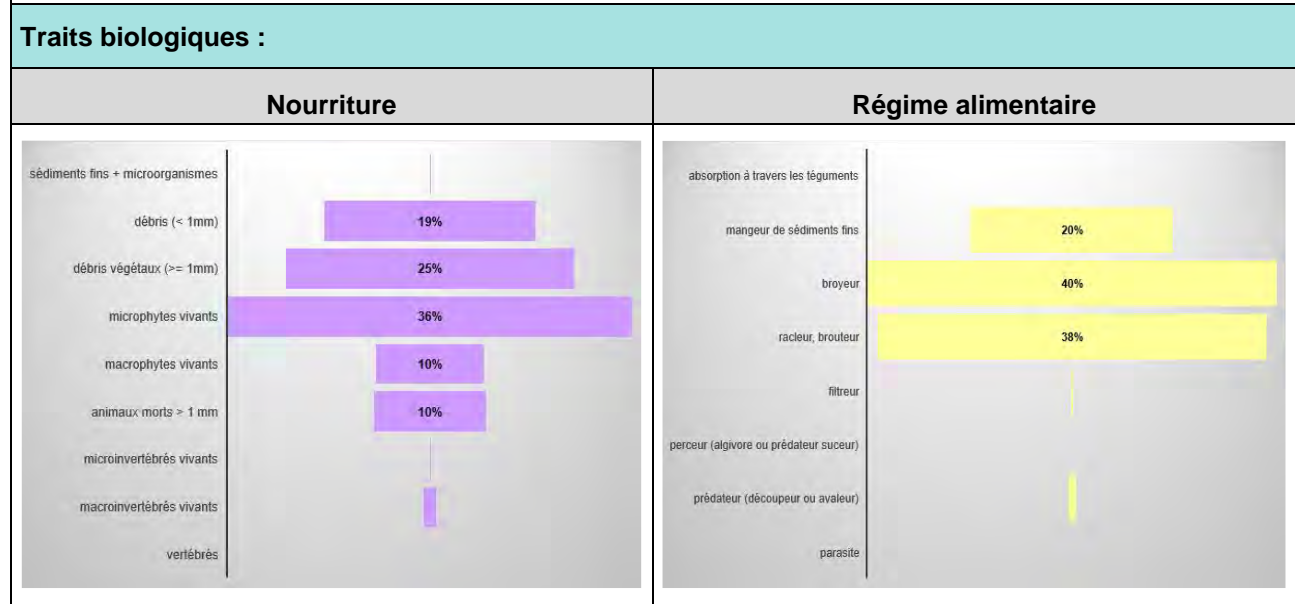 Traits biologiques :
Nourriture
Régime alimentaire
sédiments fins + microorganismes
débris (< 1mm)
19%
débris végétaux (>= 1mm)
25%
microphytes vivants
36%
macrophytes vivants
10%
animaux morts > 1 mm
10%
microinvertébrés vivants
macroinvertébrés vivants
vertébrés
absorption à travers les téguments
mangeur de sédiments fins
20%
broyeur
40%
racleur, brouteur
38%
filtreur
perceur (algivore ou prédateur suceur)
prédateur (découpeur ou avaleur)
parasite